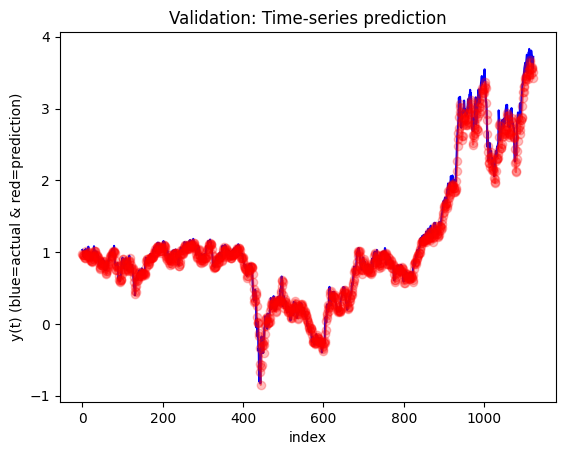 Validation: Time-series prediction
y(t) (blue=actual & red=prediction)
4
3
2
1
0
−1
0 200 400 600 800 1000
index